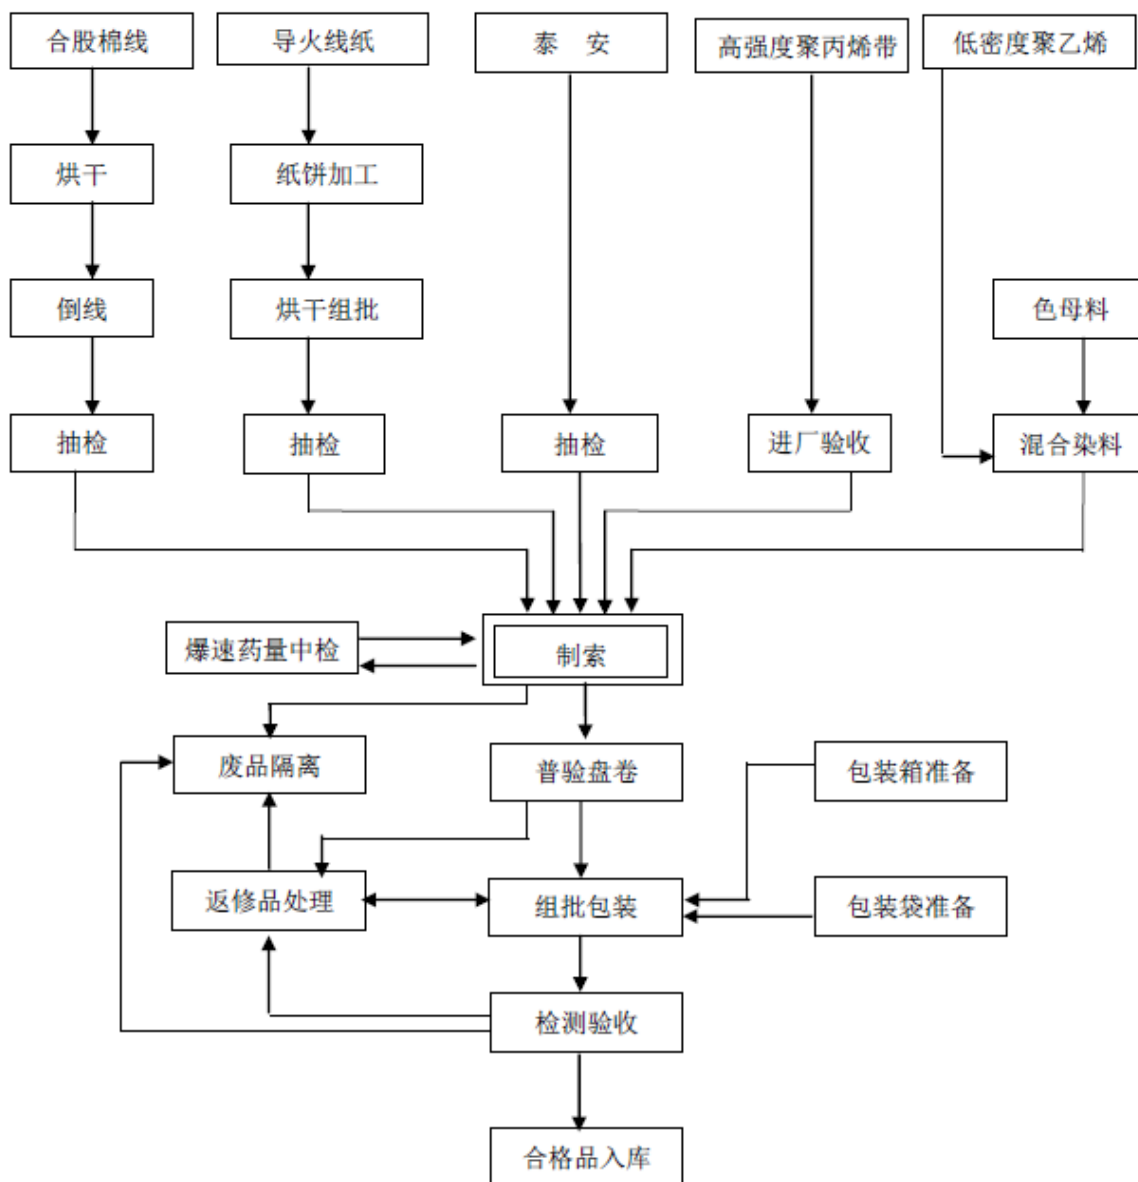 合股棉线
导火线纸
泰 安
高强度聚丙烯带
低密度聚乙烯
烘干
纸饼加工
倒线
烘干组批
色母料
抽检
抽检
抽检
进厂验收
混合染料
爆速药量中检
制索
废品隔离
普验盘卷
包装箱准备
返修品处理
组批包装
包装袋准备
检测验收
合格品入库